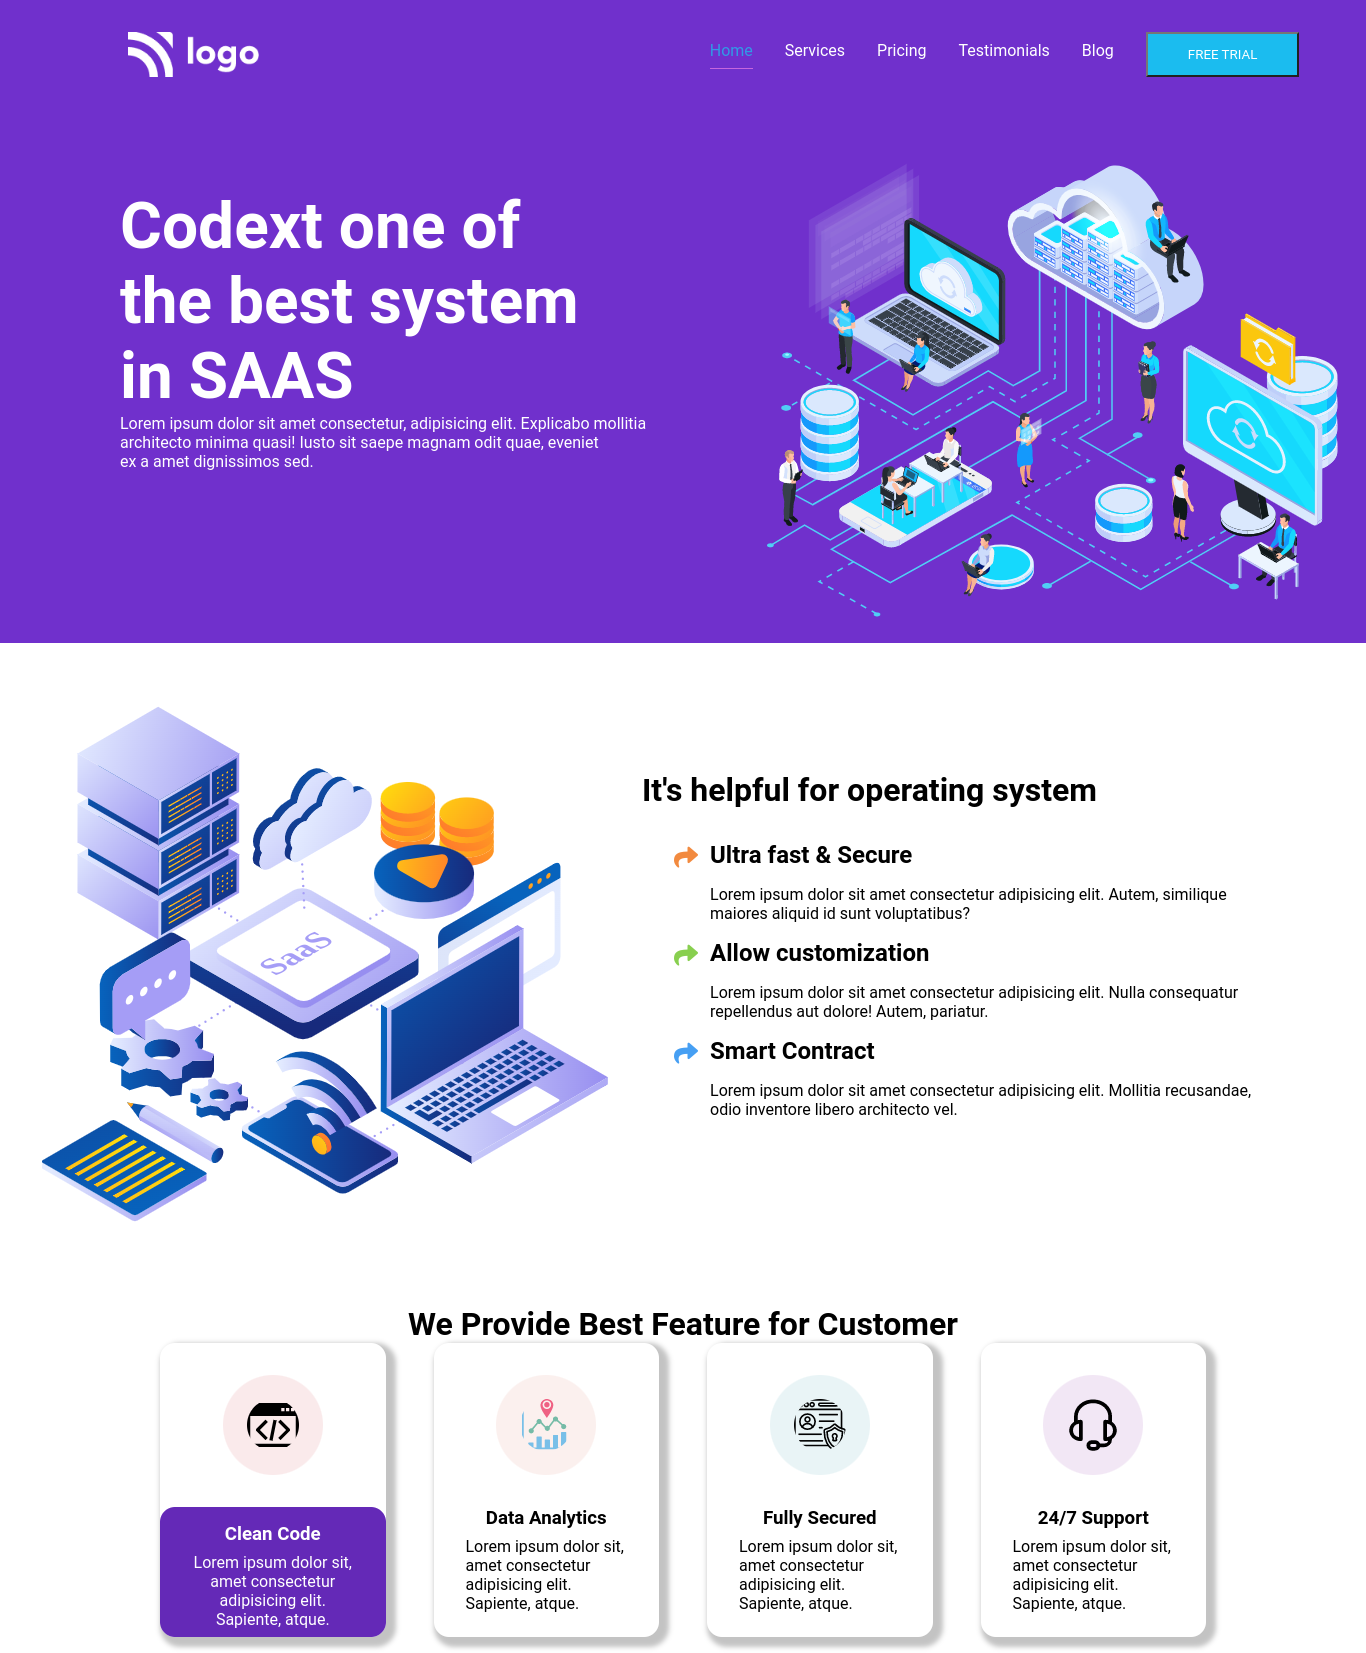 logo
Home Services Pricing Testimonials Blog FREE TRIAL
Codext one of
the best system
in SAAS
Lorem ipsum dolor sit amet consectetur, adipisicing elit. Explicabo mollitia
architecto minima quasi! Iusto sit saepe magnam odit quae, eveniet
ex a amet dignissimos sed.
SaaS
It's helpful for operating system
Ultra fast & Secure
Lorem ipsum dolor sit amet consectetur adipisicing elit. Autem, similique
maiores aliquid id sunt voluptatibus?
Allow customization
Lorem ipsum dolor sit amet consectetur adipisicing elit. Nulla consequatur
repellendus aut dolore! Autem, pariatur.
Smart Contract
Lorem ipsum dolor sit amet consectetur adipisicing elit. Mollitia recusandae,
odio inventore libero architecto vel.
We Provide Best Feature for Customer
Clean Code
Lorem ipsum dolor sit,
amet consectetur
adipisicing elit.
Sapiente, atque.
Data Analytics
Lorem ipsum dolor sit,
amet consectetur
adipisicing elit.
Sapiente, atque.
Fully Secured
Lorem ipsum dolor sit,
amet consectetur
adipisicing elit.
Sapiente, atque.
24/7 Support
Lorem ipsum dolor sit,
amet consectetur
adipisicing elit.
Sapiente, atque.